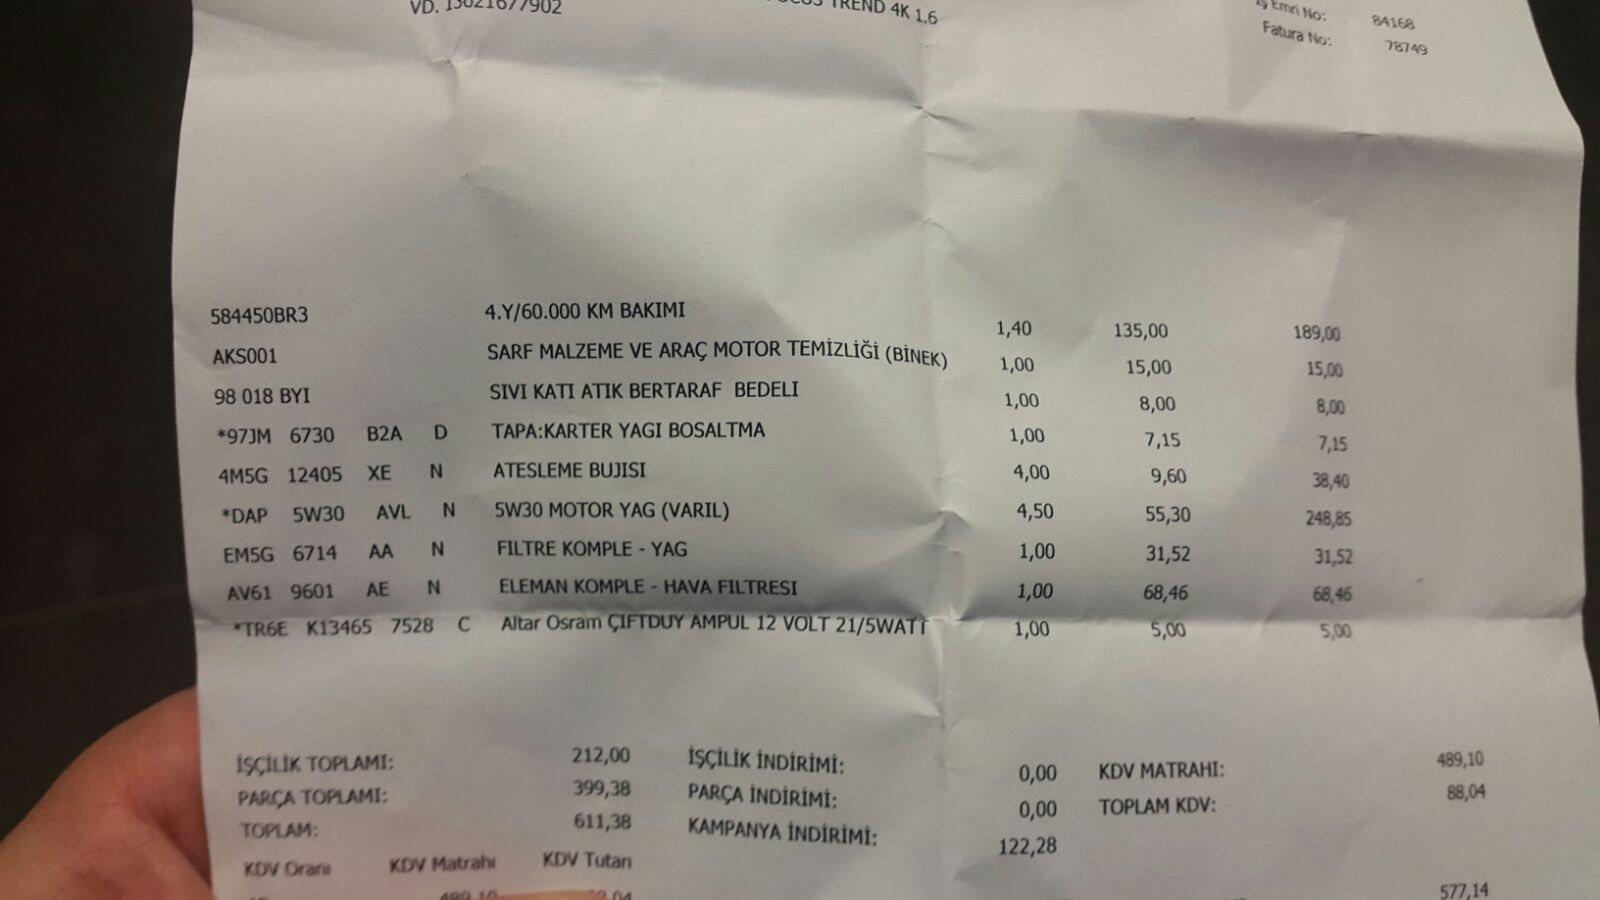 VD. 13021677902 FOCUS TREND 4K 1.6 İş Emri No: 84168
Fatura No: 78749
584450BR3 4.Y/60.000 KM BAKIMI 1,40 135,00 189,00
AKS001 SARF MALZEME VE ARAÇ MOTOR TEMİZLİĞİ (BİNEK) 1,00 15,00 15,00
98 018 BYI SIVI KATI ATIK BERTARAF BEDELI 1,00 8,00 8,00
*97JM 6730 B2A D TAPA:KARTER YAGI BOSALTMA 1,00 7,15 7,15
4M5G 12405 XE N ATESLEME BUJISI 4,00 9,60 38,40
*DAP 5W30 AVL N 5W30 MOTOR YAG (VARIL) 4,50 55,30 248,85
EM5G 6714 AA N FILTRE KOMPLE - YAG 1,00 31,52 31,52
AV61 9601 AE N ELEMAN KOMPLE - HAVA FILTRESI 1,00 68,46 68,46
*TR6E K13465 7528 C Altar Osram ÇIFTDUY AMPUL 12 VOLT 21/5WATT 1,00 5,00 5,00
İŞÇİLİK TOPLAMI: 212,00 İŞÇİLİK İNDİRİMİ: 0,00 KDV MATRAHI: 489,10
PARÇA TOPLAMI: 399,38 PARÇA İNDİRİMİ: 0,00 TOPLAM KDV: 88,04
TOPLAM: 611,38 KAMPANYA İNDİRİMİ: 122,28
KDV Oranı KDV Matrahı KDV Tutarı
489,10 577,14